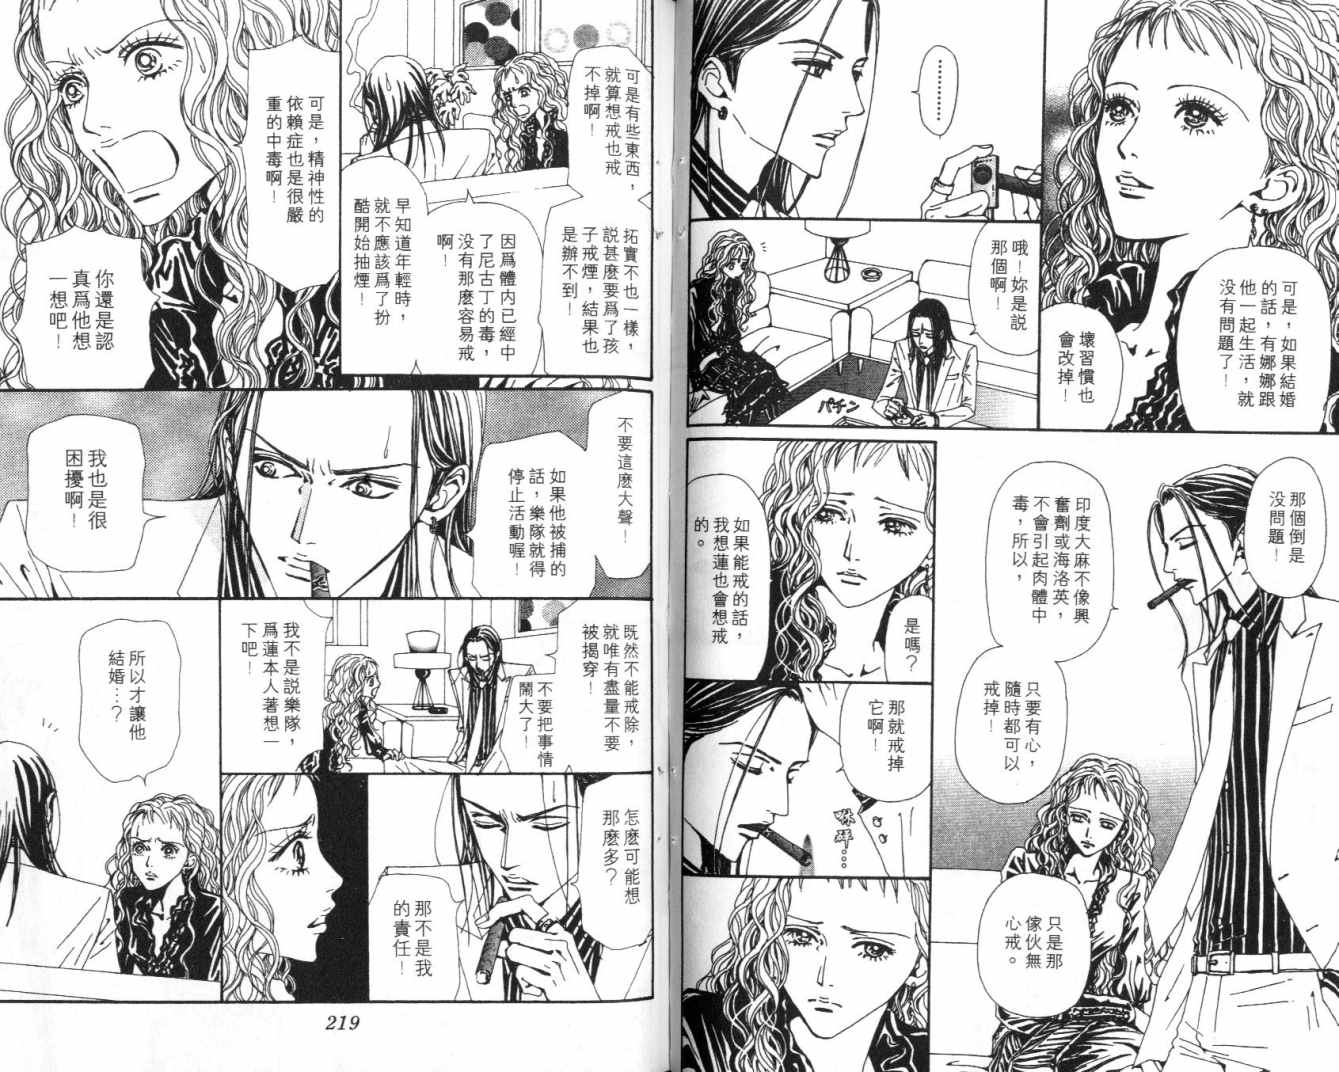 可是，如果結婚
的話，有娜娜跟
他一起生活，就
沒有問題了！
壞習慣也
會改掉！
………
哦！妳是説
那個啊！
パチン
那個倒是
沒問題！
印度大麻不像興
奮劑或海洛英，
不會引起肉體中
毒，所以，
只要有心，
隨時都可以
戒掉！
只是那
傢伙無
心戒。
如果能戒的話，
我想蓮也會想戒
的。
是嗎？
那就戒掉
它啊！
可是有些東西，
就算想戒也戒
不掉啊！
拓實不也一樣，
説甚麼要爲了孩
子戒煙，結果也
是辦不到！
因爲體內已經中
了尼古丁的毒，
沒有那麼容易戒
啊！
早知道年輕時，
就不應該爲了扮
酷開始抽煙！
可是，精神性的
依賴症也是很嚴
重的中毒啊！
你還是認
真爲他想
一想吧！
不要這麼大聲！
如果他被捕的
話，樂隊就得
停止活動喔！
我也是很
困擾啊！
既然不能戒除，
就唯有盡量不要
被揭穿！
不要把事情
鬧大了！
我不是説樂隊，
爲蓮本人著想一
下吧！
怎麽可能想
那麽多？
那不是我
的責任！
所以才讓他
結婚…？
219